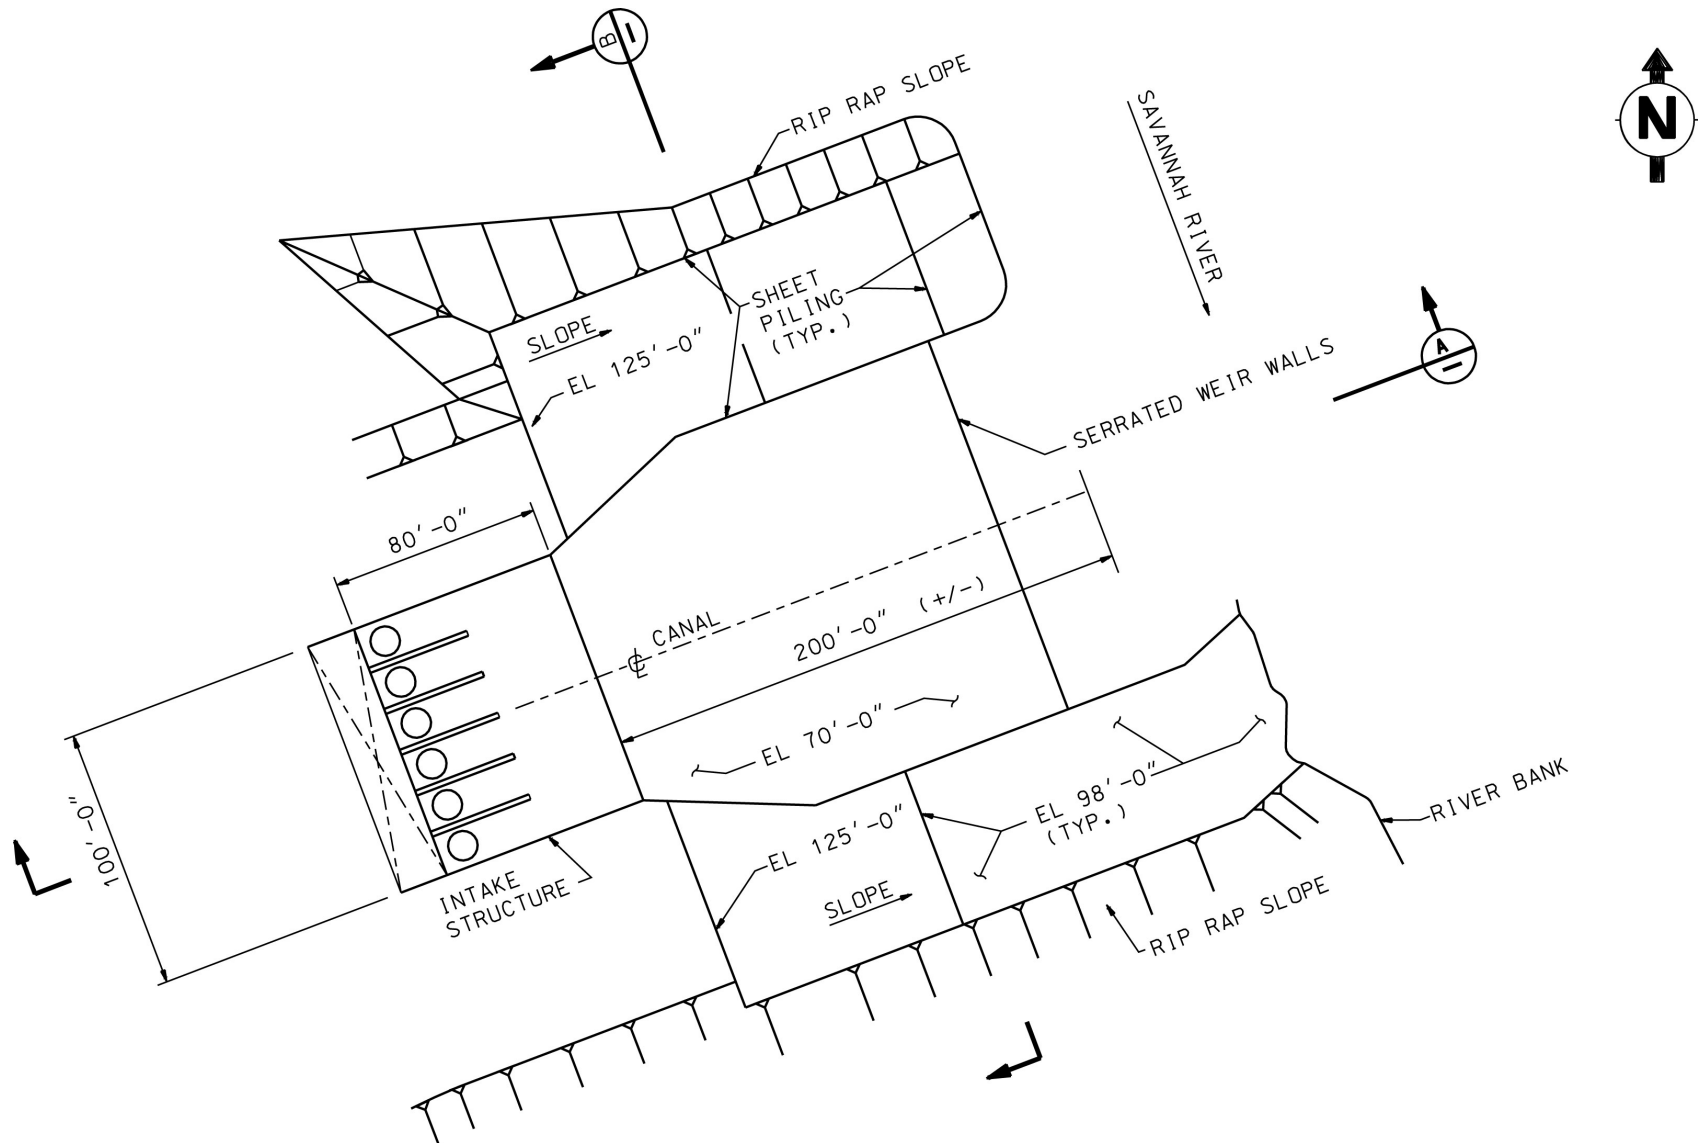 B
RIP RAP SLOPE
N
SAVANNAH RIVER
SHEET
PILING
(TYP.)
SLOPE
EL 125'-0"
A
SERRATED WEIR WALLS
80'-0"
℄ CANAL
200'-0" (+/-)
EL 70'-0"
EL 98'-0"
(TYP.)
RIVER BANK
100'-0"
EL 125'-0"
SLOPE
INTAKE
STRUCTURE
RIP RAP SLOPE